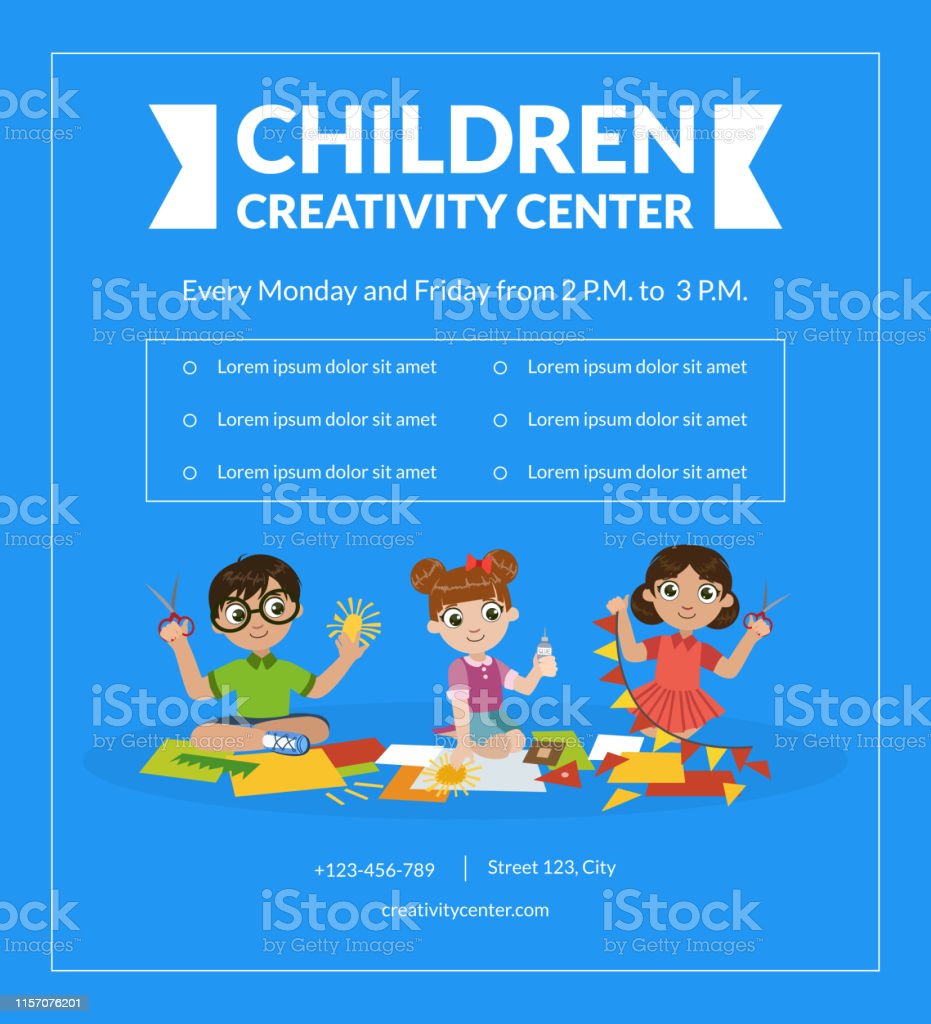 CHILDREN
CREATIVITY CENTER
Every Monday and Friday from 2 P.M. to 3 P.M.
Lorem ipsum dolor sit amet
Lorem ipsum dolor sit amet
Lorem ipsum dolor sit amet
Lorem ipsum dolor sit amet
Lorem ipsum dolor sit amet
Lorem ipsum dolor sit amet
GLUE
+123-456-789
Street 123, City
creativitycenter.com
iStock
by Getty Images™
1157076201